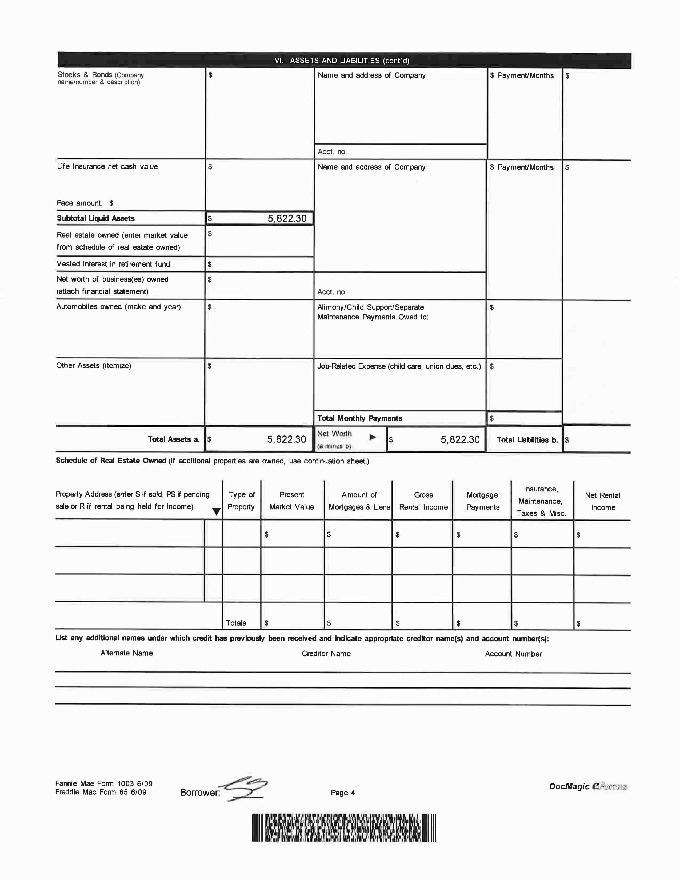 VI. ASSETS AND LIABILITIES (cont'd)
Stocks & Bonds (Company
name/number & description)
$
Name and address of Company
$ Payment/Months
$
Acct. no.
Life Insurance net cash value
$
Name and address of Company
$ Payment/Months
$
Face amount: $
Subtotal Liquid Assets
$ 5,822.30
Real estate owned (enter market value
from schedule of real estate owned)
$
Vested interest in retirement fund
$
Net worth of business(es) owned
(attach financial statement)
$
Acct. no.
Automobiles owned (make and year)
$
Alimony/Child Support/Separate
Maintenance Payments Owed to:
$
Other Assets (itemize)
$
Job-Related Expense (child care, union dues, etc.)
$
Total Monthly Payments
$
Total Assets a.
$ 5,822.30
Net Worth
(a minus b)
$ 5,822.30
Total Liabilities b.
$
Schedule of Real Estate Owned (If additional properties are owned, use continuation sheet.)
Property Address (enter S if sold, PS if pending
sale or R if rental being held for income)
Type of
Property
Present
Market Value
Amount of
Mortgages & Liens
Gross
Rental Income
Mortgage
Payments
Insurance,
Maintenance,
Taxes & Misc.
Net Rental
Income
$ $ $ $ $ $
Totals $ $ $ $ $ $
List any additional names under which credit has previously been received and indicate appropriate creditor name(s) and account number(s):
Alternate Name
Creditor Name
Account Number
Fannie Mae Form 1003 6/09
Freddie Mac Form 65 6/09
Borrower:
Page 4
DocMagic eForms